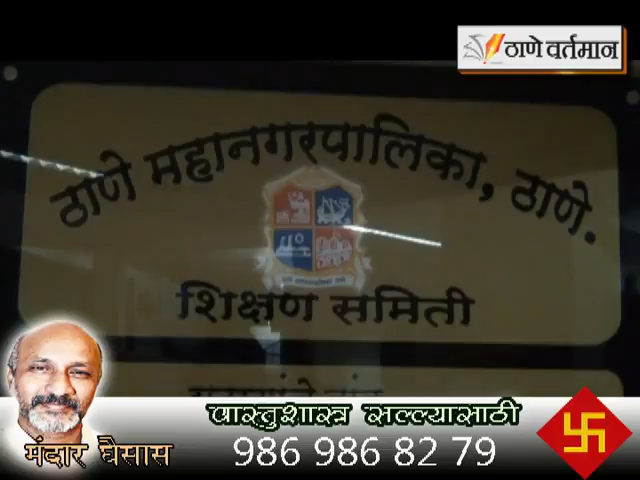 ठाणे वर्तमान
ठाणे महानगरपालिका, ठाणे.
शिक्षण समिती
वास्तुशास्त्र सल्ल्यासाठी
मंदार घैसास
986 986 82 79